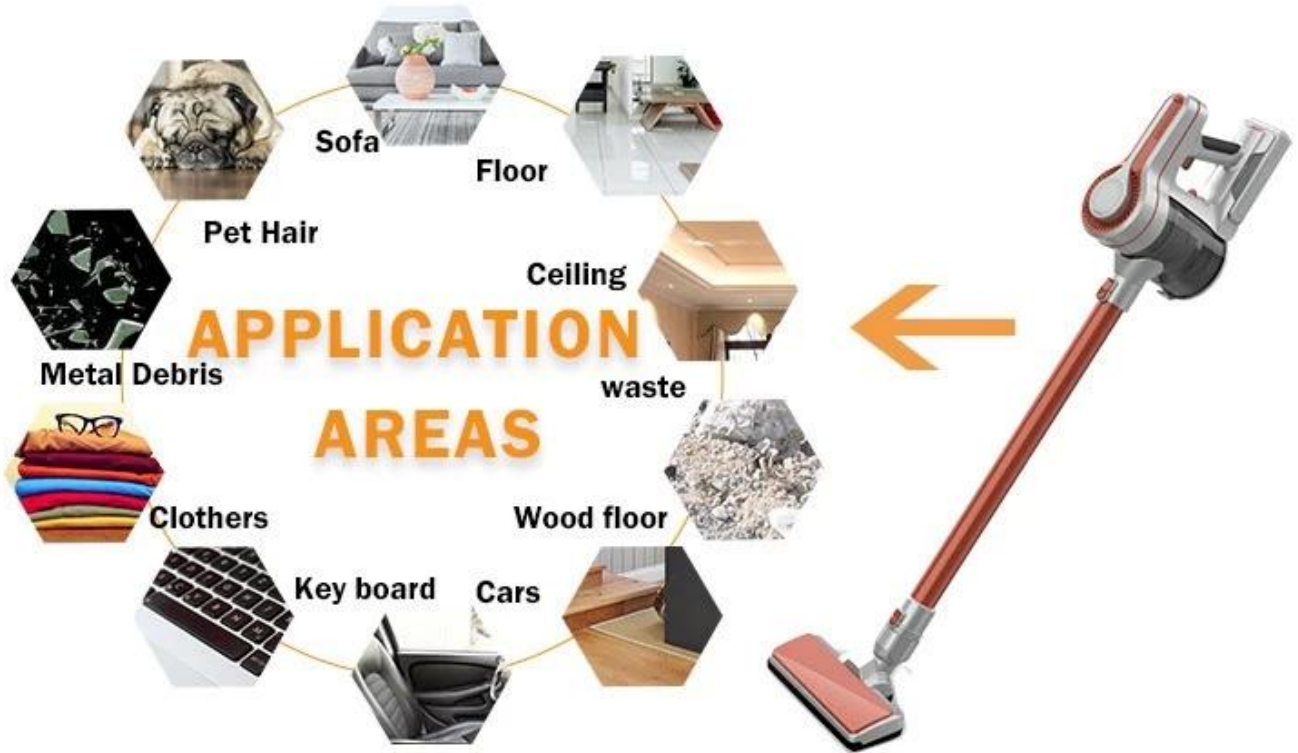 Sofa
Floor
Pet Hair
Ceiling
APPLICATION
Metal Debris
waste
AREAS
Clothers
Wood floor
Key board
Cars